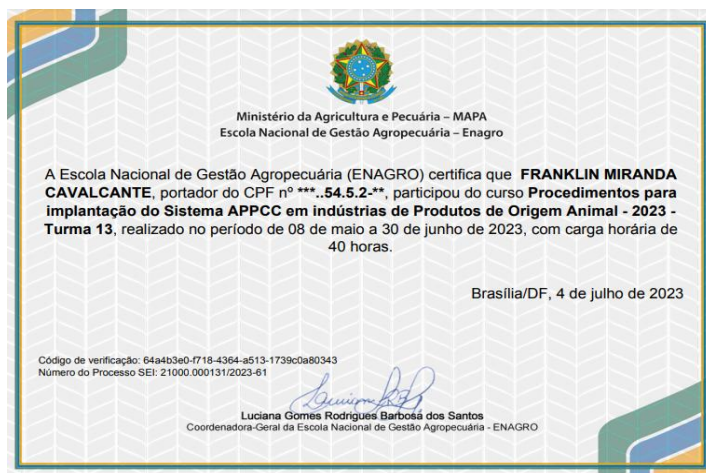 Ministério da Agricultura e Pecuária – MAPA
Escola Nacional de Gestão Agropecuária – Enagro
A Escola Nacional de Gestão Agropecuária (ENAGRO) certifica que FRANKLIN MIRANDA
CAVALCANTE, portador do CPF nº ***..54.5.2-**, participou do curso Procedimentos para
implantação do Sistema APPCC em indústrias de Produtos de Origem Animal - 2023 -
Turma 13, realizado no período de 08 de maio a 30 de junho de 2023, com carga horária de
40 horas.
Brasília/DF, 4 de julho de 2023
Código de verificação: 64a4b3e0-f718-4364-a513-1739c0a80343
Número do Processo SEI: 21000.000131/2023-61
Luciana Gomes Rodrigues Barbosa dos Santos
Coordenadora-Geral da Escola Nacional de Gestão Agropecuária - ENAGRO